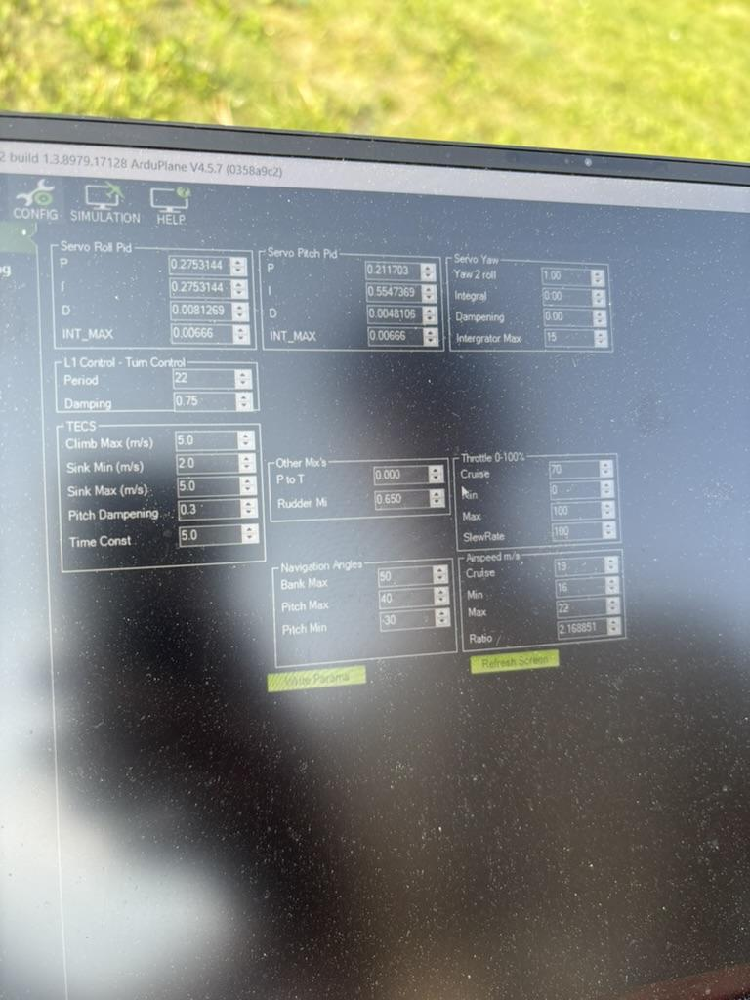 2 build 1.3.8979.17128 ArduPlane V4.5.7 (0358a9c2)
CONFIG SIMULATION HELP
g
Servo Roll Pid
P 0.2753144
I 0.2753144
D 0.0081269
INT_MAX 0.00666
Servo Pitch Pid
P 0.211703
I 0.5547369
D 0.0048106
INT_MAX 0.00666
Servo Yaw
Yaw 2 roll 1.00
Integral 0.00
Dampening 0.00
Intergrator Max 15
L1 Control - Turn Control
Period 22
Damping 0.75
TECS
Climb Max (m/s) 5.0
Sink Min (m/s) 2.0
Sink Max (m/s) 5.0
Pitch Dampening 0.3
Time Const 5.0
Other Mix's
P to T 0.000
Rudder Mi 0.650
Throttle 0-100%
Cruise 70
Min 0
Max 100
SlewRate 100
Navigation Angles
Bank Max 50
Pitch Max 40
Pitch Min -30
Airspeed m/s
Cruise 19
Min 16
Max 22
Ratio 2.168851
Write Params
Refresh Screen